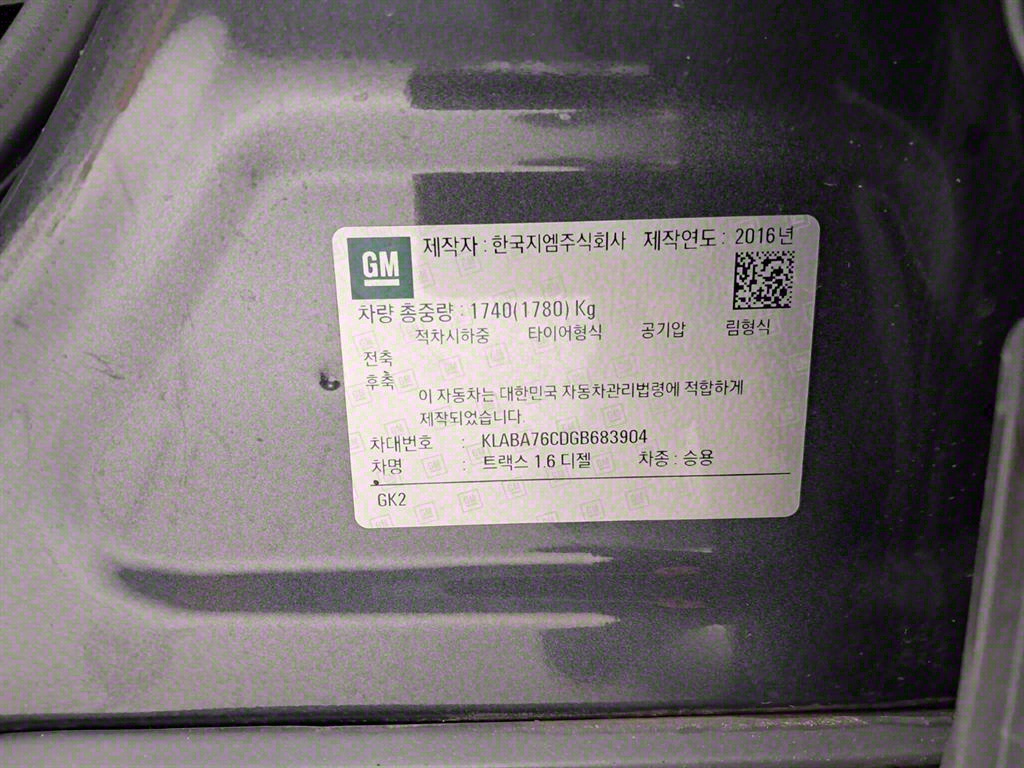 GM 제작자 : 한국지엠주식회사 제작연도 : 2016년
차량 총중량 : 1740(1780) Kg
적차시하중 타이어형식 공기압 림형식
전축
후축
이 자동차는 대한민국 자동차관리법령에 적합하게
제작되었습니다.
차대번호 : KLABA76CDGB683904
차명 : 트랙스 1.6 디젤 차종 : 승용
GK2